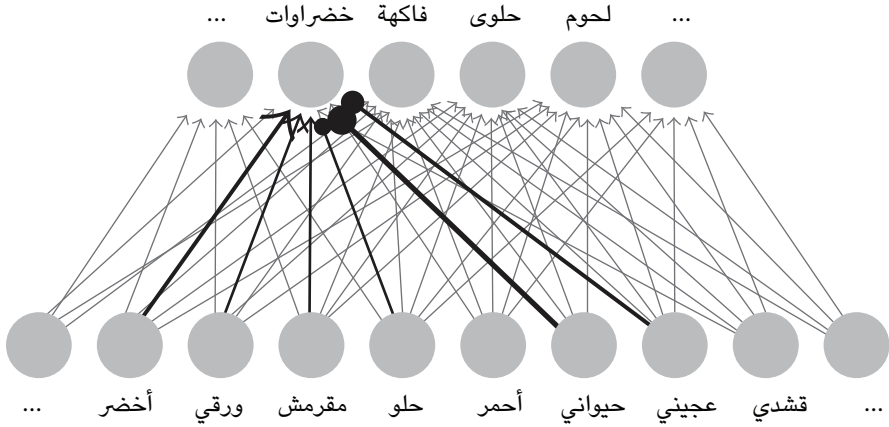 ... لحوم حلوى فاكهة خضراوات ...
... قشدي عجيني حيواني أحمر حلو مقرمش ورقي أخضر ...